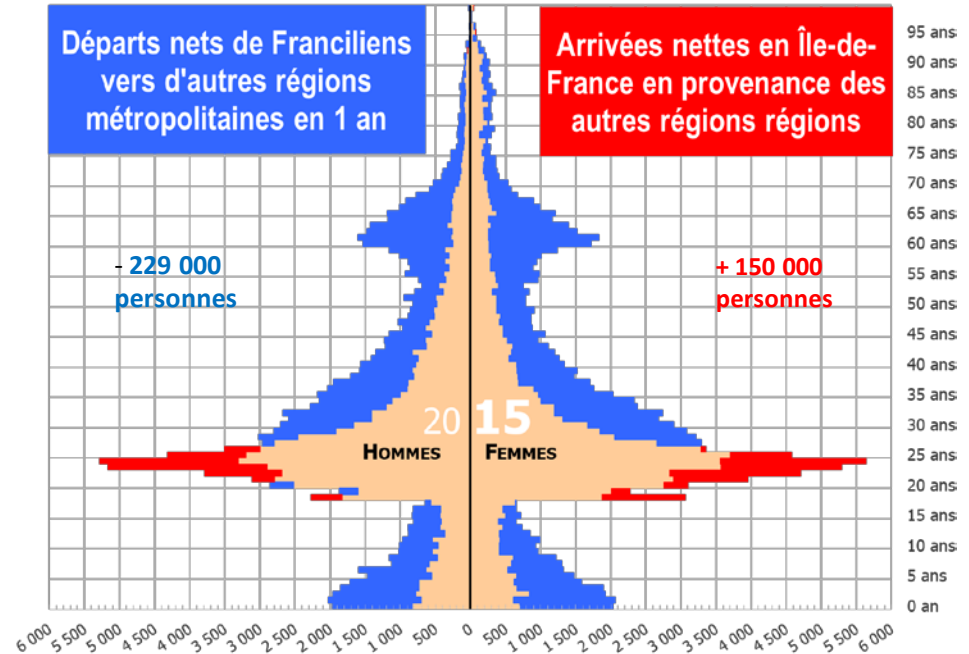 Départs nets de Franciliens
vers d'autres régions
métropolitaines en 1 an
Arrivées nettes en Île-de-
France en provenance des
autres régions régions
- 229 000
personnes
+ 150 000
personnes
20 15
HOMMES FEMMES
95 ans
90 ans
85 ans
80 ans
75 ans
70 ans
65 ans
60 ans
55 ans
50 ans
45 ans
40 ans
35 ans
30 ans
25 ans
20 ans
15 ans
10 ans
5 ans
0 an
6 000 5 500 5 000 4 500 4 000 3 500 3 000 2 500 2 000 1 500 1 000 500 0 500 1 000 1 500 2 000 2 500 3 000 3 500 4 000 4 500 5 000 5 500 6 000